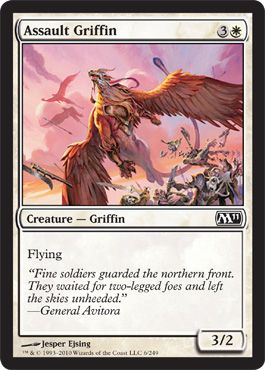 Assault Griffin 3
Creature — Griffin M11
Flying
“Fine soldiers guarded the northern front.
They waited for two-legged foes and left
the skies unheeded.”
—General Avitora
Jesper Ejsing
™ & © 1993–2010 Wizards of the Coast LLC 6/249
3/2